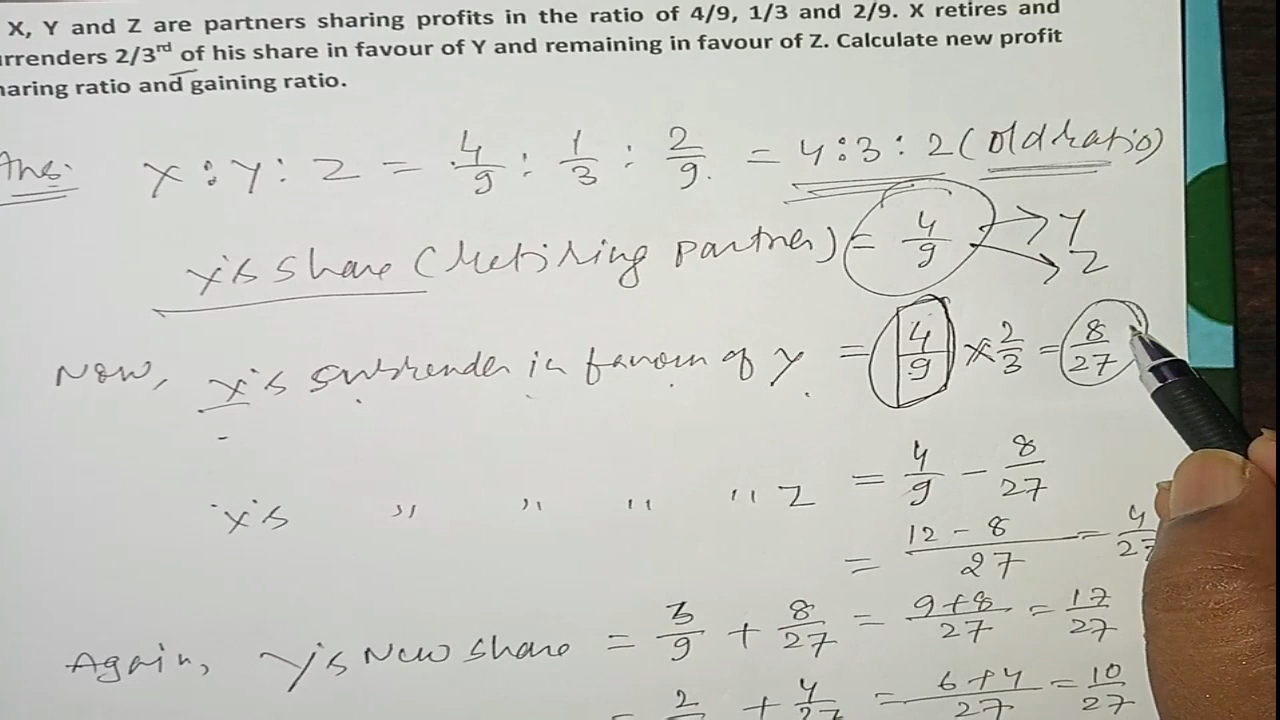 X, Y and Z are partners sharing profits in the ratio of 4/9, 1/3 and 2/9. X retires and
urrenders 2/3rd of his share in favour of Y and remaining in favour of Z. Calculate new profit
haring ratio and gaining ratio.
Ans. X : Y : Z = 4/9 : 1/3 : 2/9. = 4:3:2 (Old ratio)
X's share (Retiring partner) = 4/9 Y Z
Now, X's surrender in favour of Y = 4/9 × 2/3 = 8/27
X's " " " " Z = 4/9 - 8/27
= 12 - 8/27 = 4/27
Again, Y's New share = 3/9 + 8/27 = 9+8/27 = 17/27
= 2 + 4/27 = 6+4/27 = 10/27